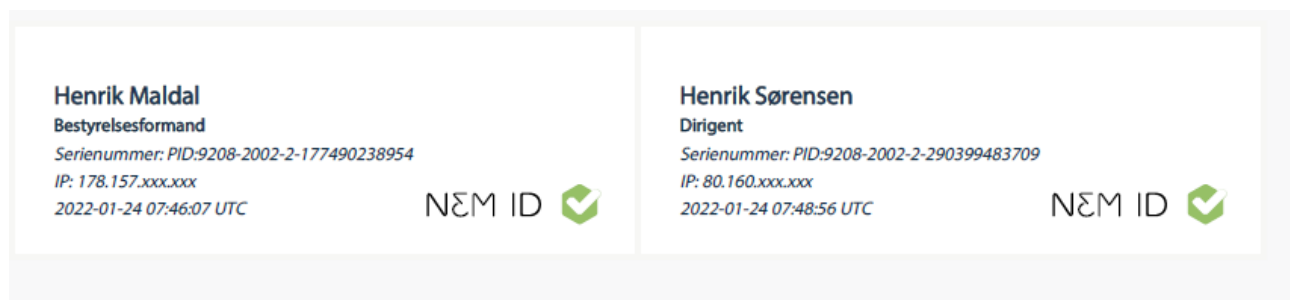 Henrik Maldal
Bestyrelsesformand
Serienummer: PID:9208-2002-2-177490238954
IP: 178.157.xxx.xxx
2022-01-24 07:46:07 UTC
NEM ID
Henrik Sørensen
Dirigent
Serienummer: PID:9208-2002-2-290399483709
IP: 80.160.xxx.xxx
2022-01-24 07:48:56 UTC
NEM ID